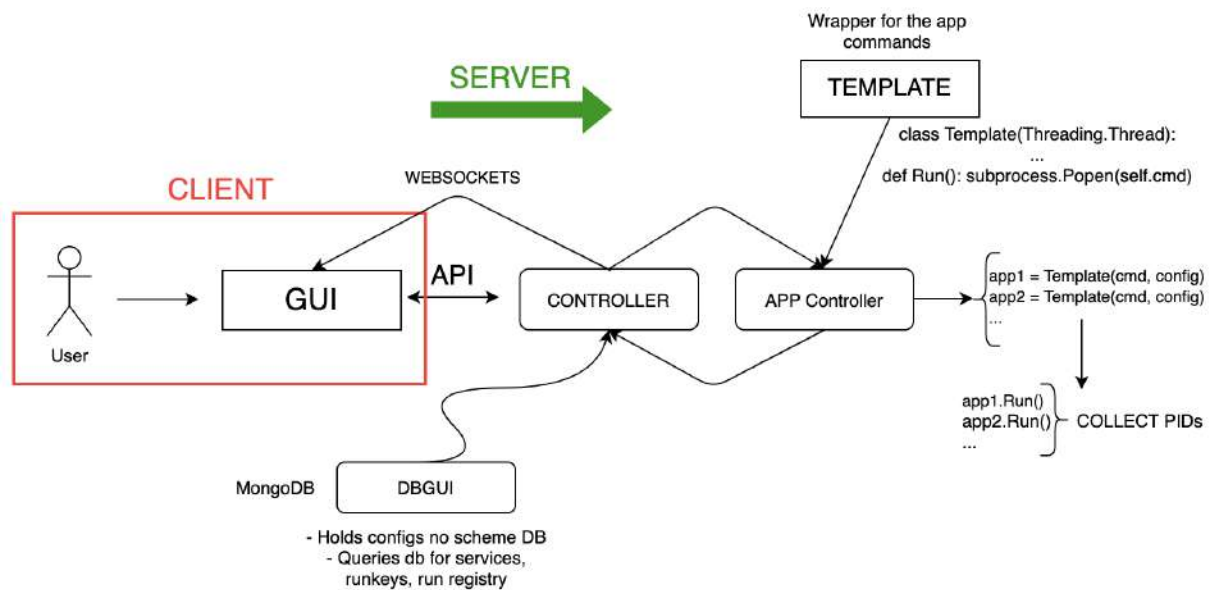 Wrapper for the app
commands
TEMPLATE
SERVER
class Template(Threading.Thread):
...
def Run(): subprocess.Popen(self.cmd)
WEBSOCKETS
CLIENT
User
GUI
API
CONTROLLER
APP Controller
app1 = Template(cmd, config)
app2 = Template(cmd, config)
...
app1.Run()
app2.Run()
...
COLLECT PIDs
MongoDB
DBGUI
- Holds configs no scheme DB
- Queries db for services,
runkeys, run registry